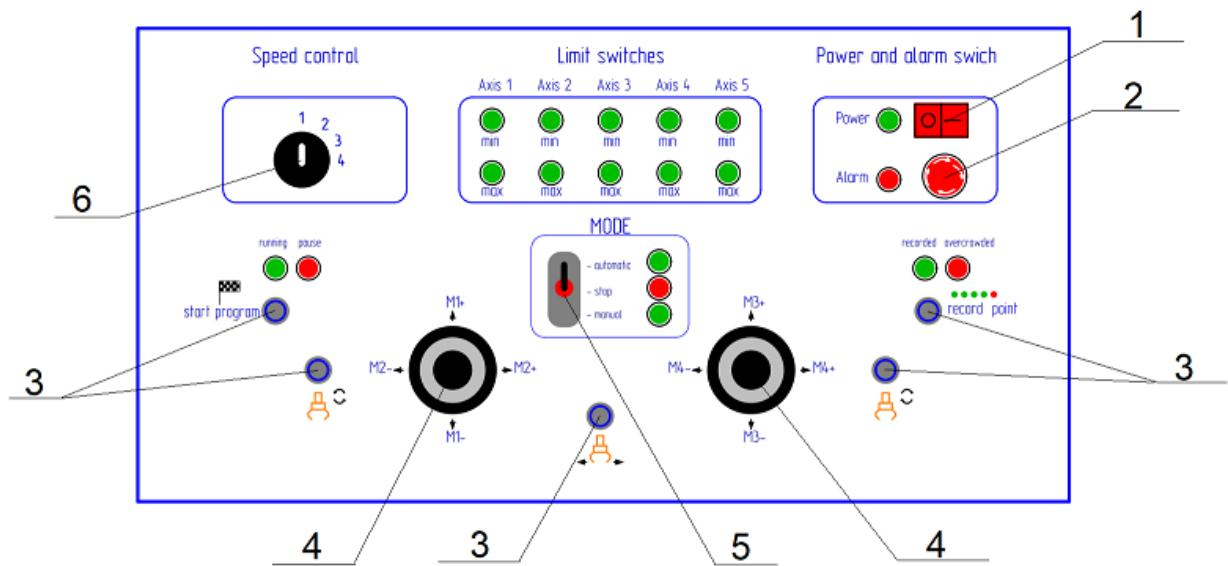 1
Speed control
Limit switches
Power and alarm swich
Axis 1 Axis 2 Axis 3 Axis 4 Axis 5
2
1
2
3
4
Power
O
min min min min min
Alarm
max max max max max
6
MODE
running pause
- automatic
- stop
- manual
recorded overcrowded
start program
record point
M1+
M3+
M2-
M2+
M4-
M4+
3
3
M1-
M3-
4
3
5
4